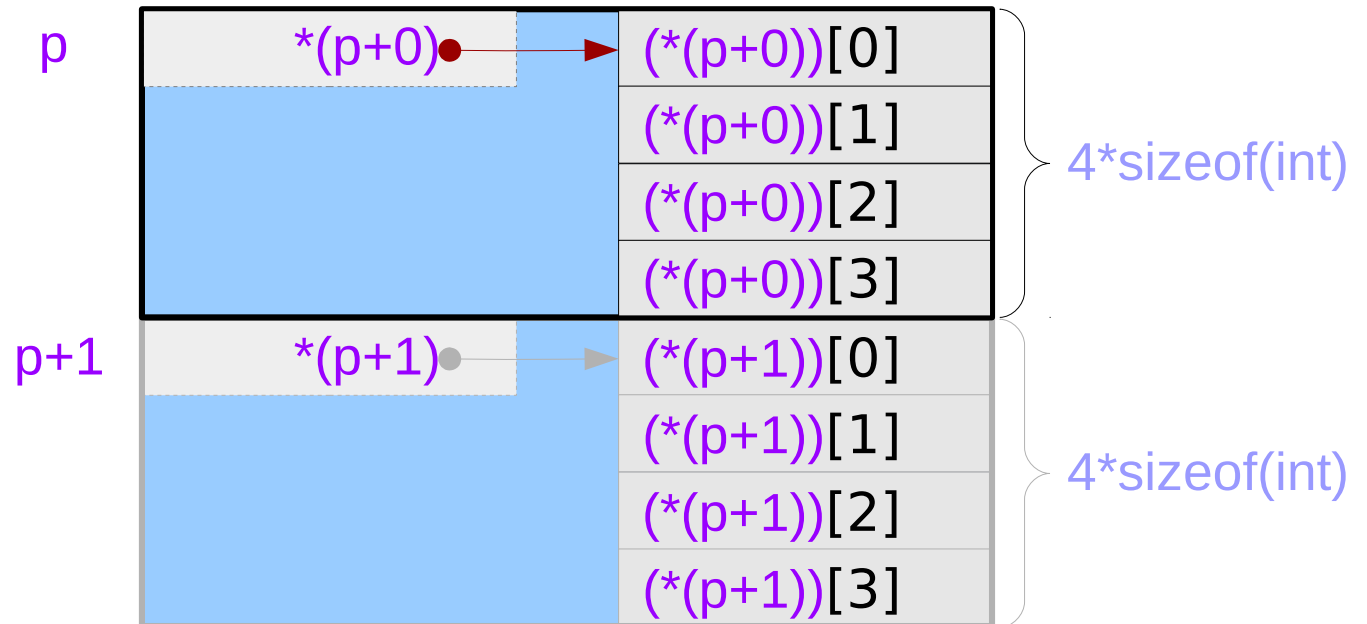 p *(p+0) (*(p+0))[0]
(*(p+0))[1]
4*sizeof(int)
(*(p+0))[2]
(*(p+0))[3]
p+1 *(p+1) (*(p+1))[0]
(*(p+1))[1]
4*sizeof(int)
(*(p+1))[2]
(*(p+1))[3]